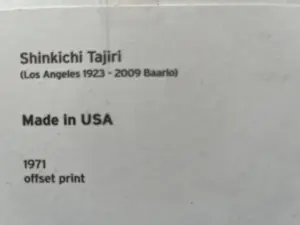 Shinkichi Tajiri
(Los Angeles 1923 - 2009 Baarlo)
Made in USA
1971
offset print